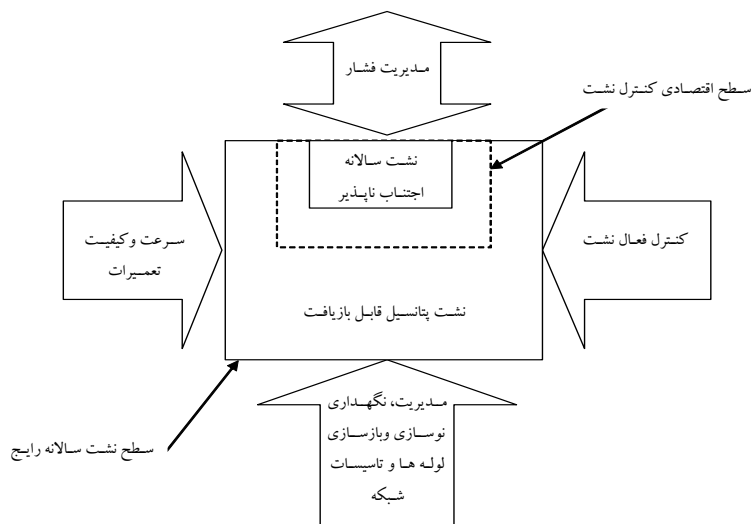 مدیریت فشار
سطح اقتصادی کنترل نشت
نشت سالانه
اجتناب ناپذیر
کنترل فعال نشت
سرعت وکیفیت
تعمیرات
نشت پتانسیل قابل بازیافت
مدیریت، نگهداری
نوسازی وبازسازی
لوله ها و تاسیسات
شبکه
سطح نشت سالانه رایج